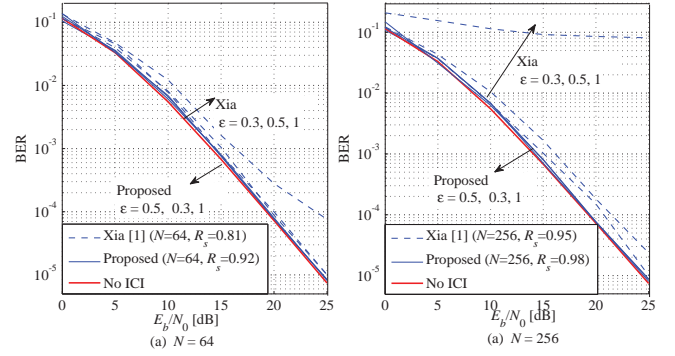 10^-1
10^-2
10^-3
10^-4
10^-5
BER
Xia
ε = 0.3, 0.5, 1
Proposed
ε = 0.5, 0.3, 1
Xia [1] (N=64, R_s=0.81)
Proposed (N=64, R_s=0.92)
No ICI
0 5 10 15 20 25
E_b/N_0 [dB]
(a) N = 64
10^-1
10^-2
10^-3
10^-4
10^-5
BER
Xia
ε = 0.3, 0.5, 1
Proposed
ε = 0.5, 0.3, 1
Xia [1] (N=256, R_s=0.95)
Proposed (N=256, R_s=0.98)
No ICI
0 5 10 15 20 25
E_b/N_0 [dB]
(a) N = 256